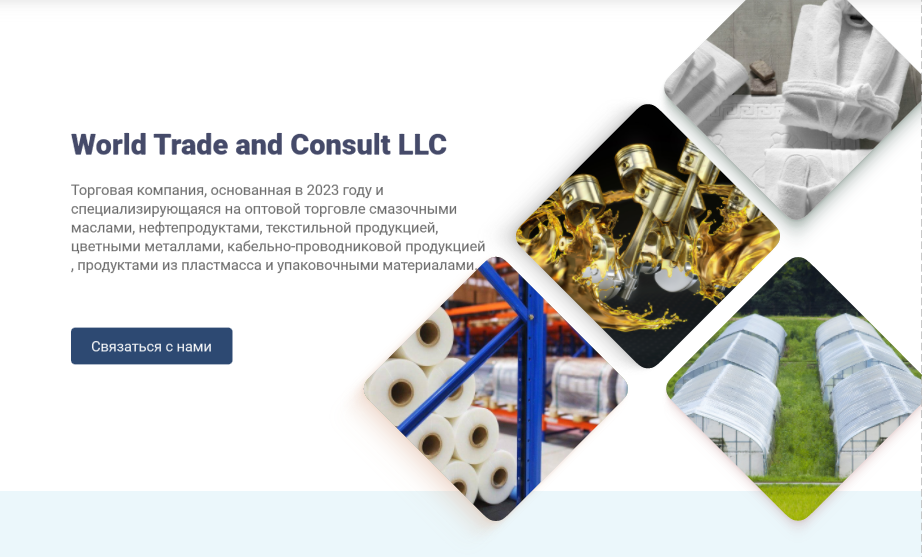 World Trade and Consult LLC
Торговая компания, основанная в 2023 году и
специализирующаяся на оптовой торговле смазочными
маслами, нефтепродуктами, текстильной продукцией,
цветными металлами, кабельно-проводниковой продукцией
, продуктами из пластмасса и упаковочными материалами.
Связаться с нами